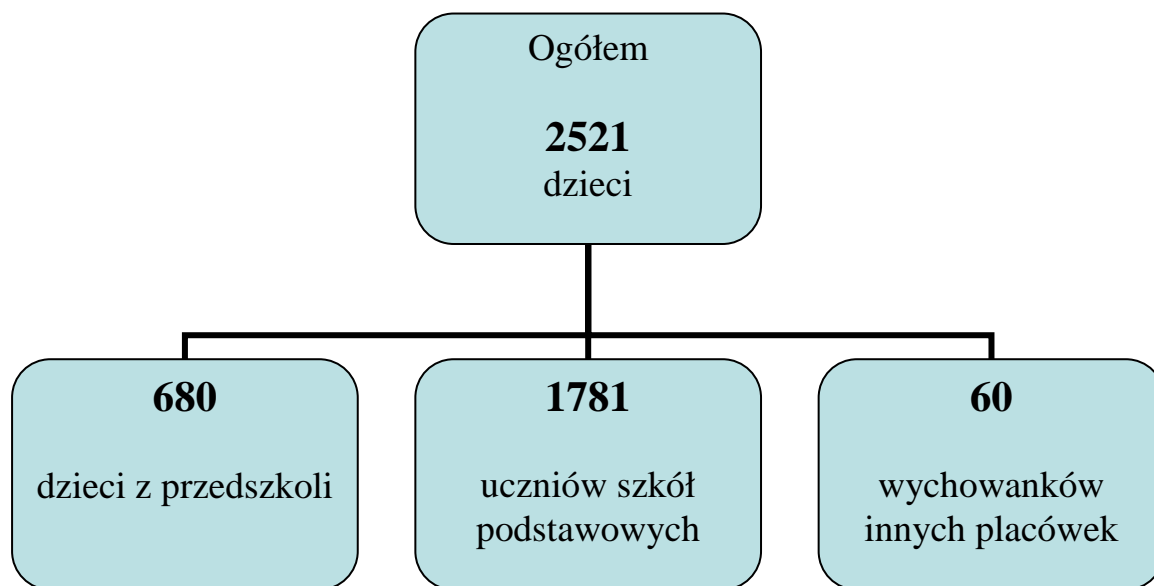 Ogółem
2521
dzieci
680
dzieci z przedszkoli
1781
uczniów szkół
podstawowych
60
wychowanków
innych placówek